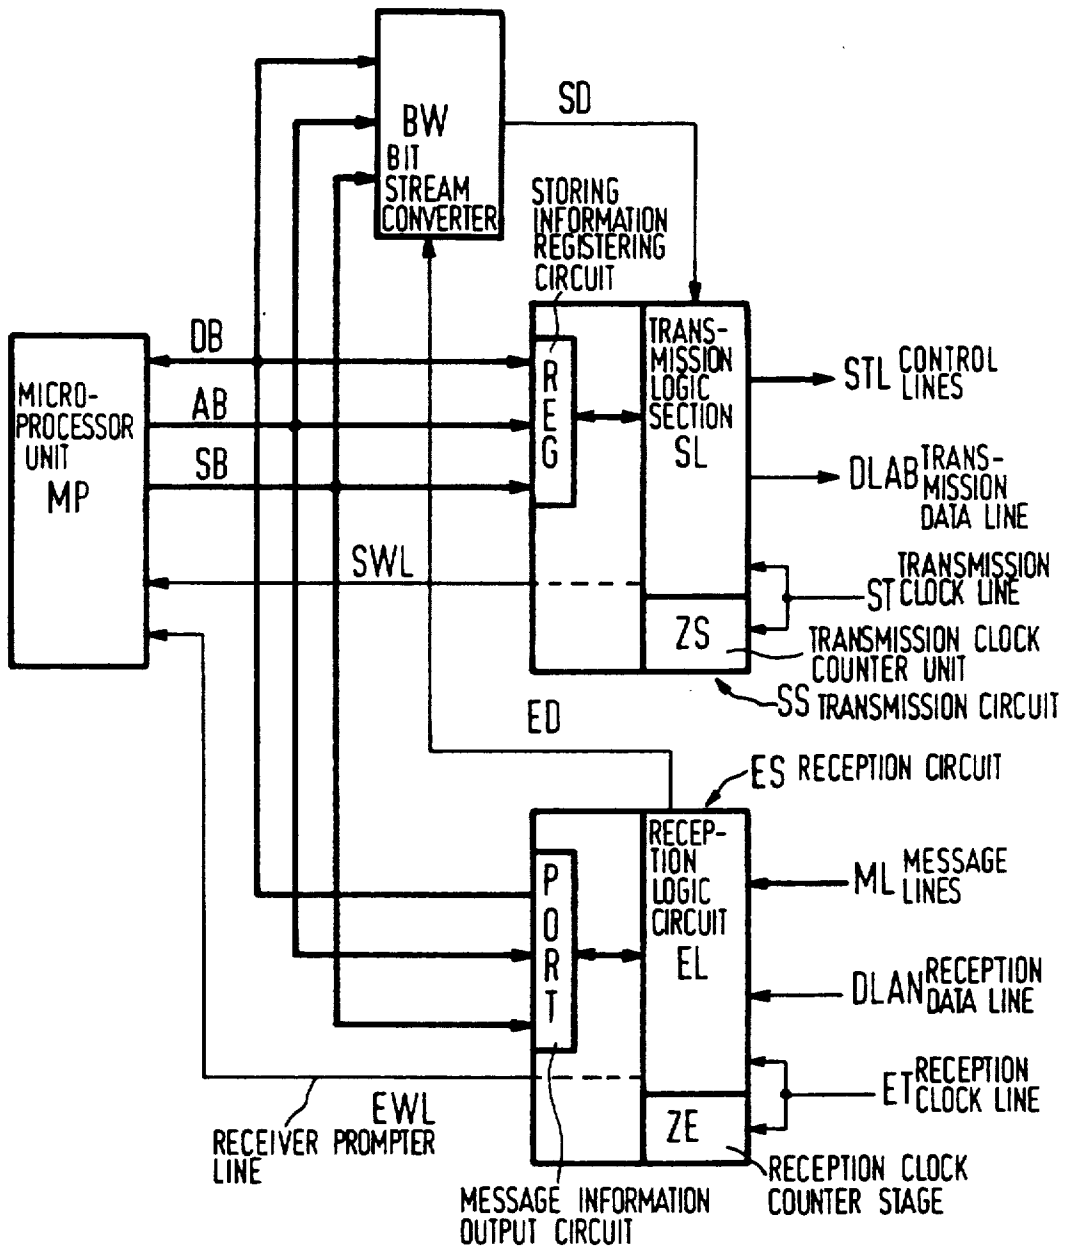 BW
BIT
STREAM
CONVERTER
SD
STORING
INFORMATION
REGISTERING
CIRCUIT
DB
AB
SB
SWL
MICRO-
PROCESSOR
UNIT
MP
REG
TRANS-
MISSION
LOGIC
SECTION
SL
ZS
STL CONTROL
LINES
DLAB TRANS-
MISSION
DATA LINE
ST TRANSMISSION
CLOCK LINE
TRANSMISSION CLOCK
COUNTER UNIT
SS TRANSMISSION CIRCUIT
ED
ES RECEPTION CIRCUIT
PORT
RECEP-
TION
LOGIC
CIRCUIT
EL
ZE
ML MESSAGE
LINES
DLAN RECEPTION
DATA LINE
ET RECEPTION
CLOCK LINE
RECEPTION CLOCK
COUNTER STAGE
EWL
RECEIVER PROMPTER
LINE
MESSAGE INFORMATION
OUTPUT CIRCUIT